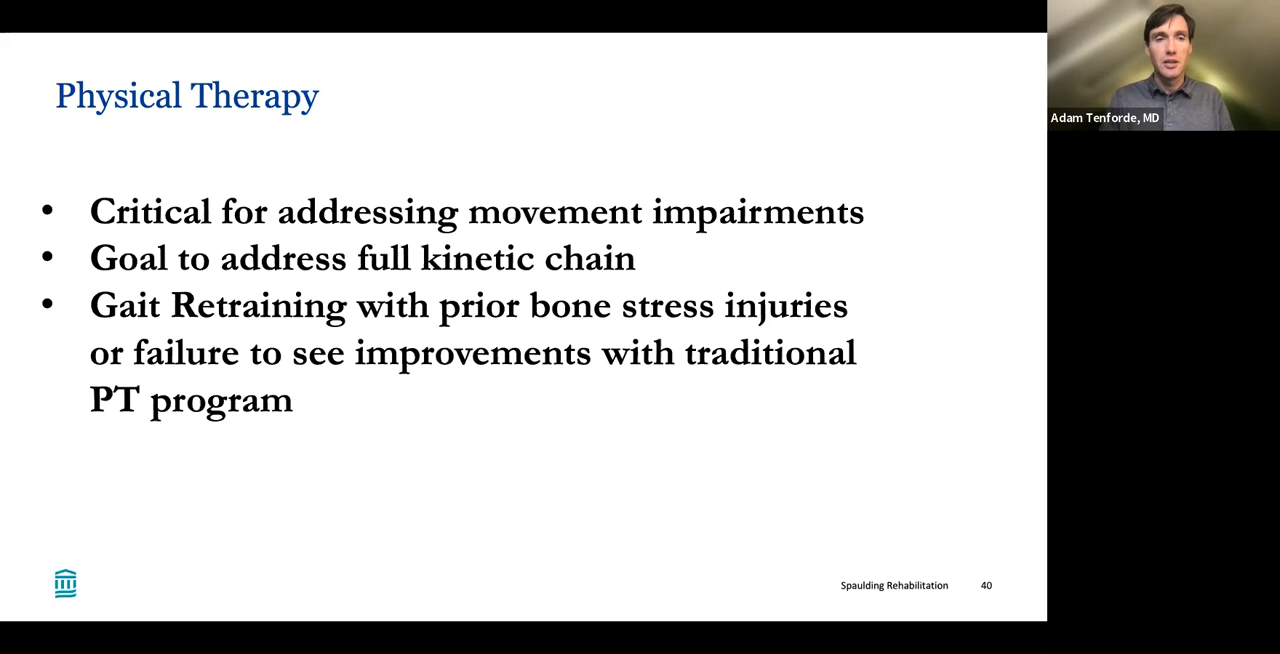 Physical Therapy
• Critical for addressing movement impairments
• Goal to address full kinetic chain
• Gait Retraining with prior bone stress injuries
or failure to see improvements with traditional
PT program
Spaulding Rehabilitation 40
Adam Tenforde, MD